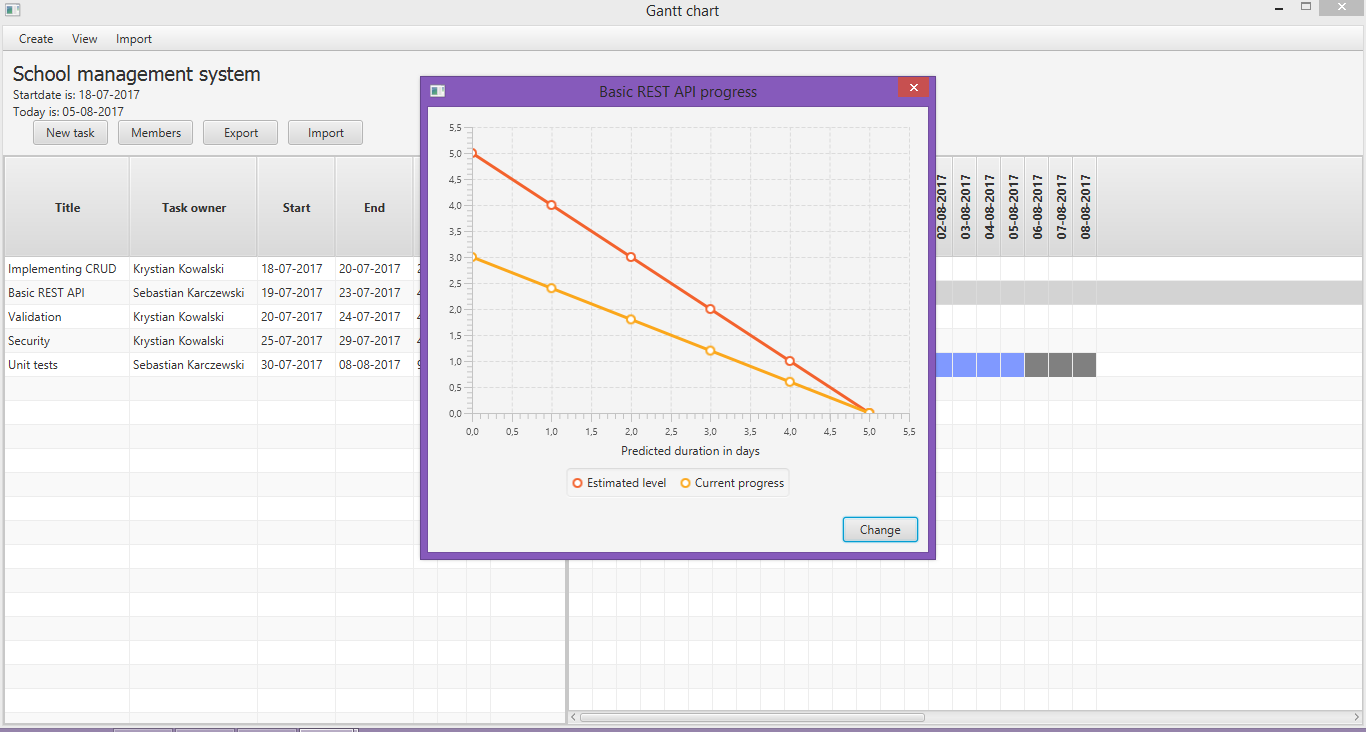 Gantt chart
Create View Import
School management system
Startdate is: 18-07-2017
Today is: 05-08-2017
New task Members Export Import
Title Task owner Start End
02-08-2017 03-08-2017 04-08-2017 05-08-2017 06-08-2017 07-08-2017 08-08-2017
Implementing CRUD Krystian Kowalski 18-07-2017 20-07-2017
Basic REST API Sebastian Karczewski 19-07-2017 23-07-2017
Validation Krystian Kowalski 20-07-2017 24-07-2017
Security Krystian Kowalski 25-07-2017 29-07-2017
Unit tests Sebastian Karczewski 30-07-2017 08-08-2017
Basic REST API progress
5,5
5,0
4,5
4,0
3,5
3,0
2,5
2,0
1,5
1,0
0,5
0,0
0,0 0,5 1,0 1,5 2,0 2,5 3,0 3,5 4,0 4,5 5,0 5,5
Predicted duration in days
Estimated level Current progress
Change